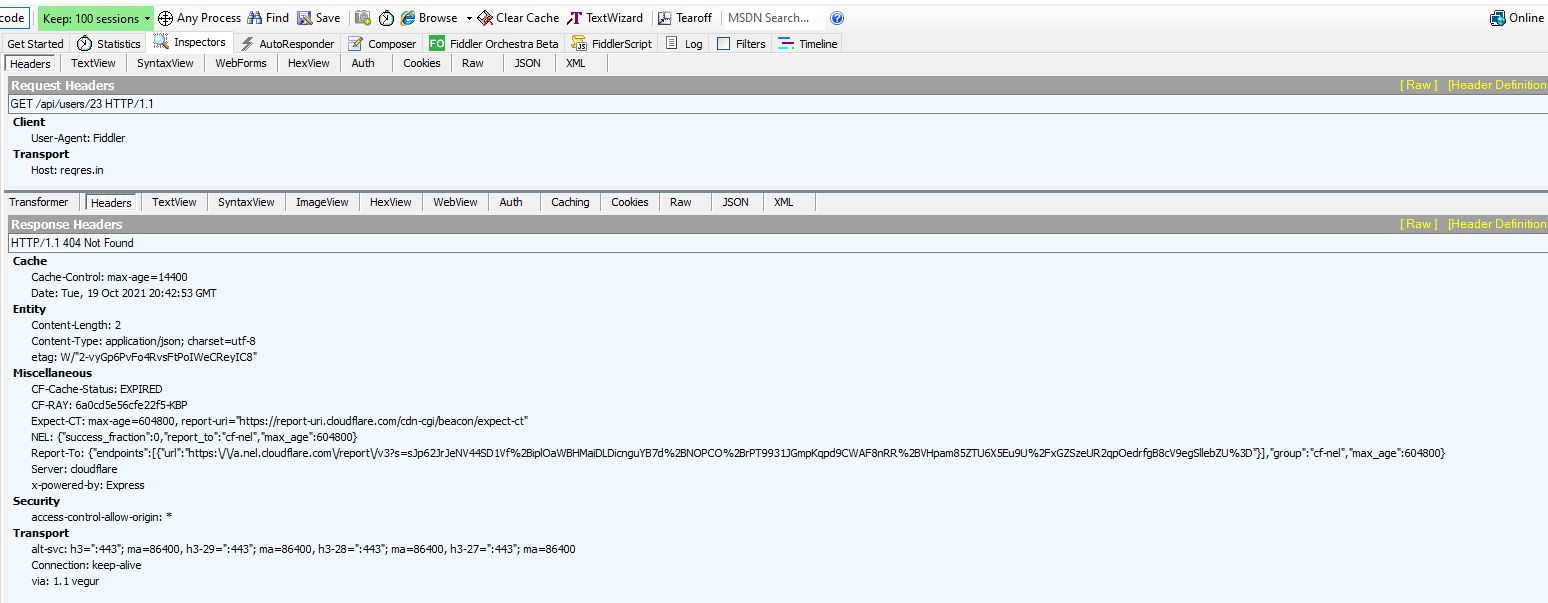 code Keep: 100 sessions Any Process Find Save Browse Clear Cache TextWizard Tearoff MSDN Search... Online
Get Started Statistics Inspectors AutoResponder Composer FO Fiddler Orchestra Beta FiddlerScript Log Filters Timeline
Headers TextView SyntaxView WebForms HexView Auth Cookies Raw JSON XML
Request Headers [ Raw ] [Header Definition
GET /api/users/23 HTTP/1.1
Client
User-Agent: Fiddler
Transport
Host: reqres.in
Transformer Headers TextView SyntaxView ImageView HexView WebView Auth Caching Cookies Raw JSON XML
Response Headers [ Raw ] [Header Definition
HTTP/1.1 404 Not Found
Cache
Cache-Control: max-age=14400
Date: Tue, 19 Oct 2021 20:42:53 GMT
Entity
Content-Length: 2
Content-Type: application/json; charset=utf-8
etag: W/"2-vyGp6PvFo4RvsFtPoIWeCReyIC8"
Miscellaneous
CF-Cache-Status: EXPIRED
CF-RAY: 6a0cd5e56cfe22f5-KBP
Expect-CT: max-age=604800, report-uri="https://report-uri.cloudflare.com/cdn-cgi/beacon/expect-ct"
NEL: {"success_fraction":0,"report_to":"cf-nel","max_age":604800}
Report-To: {"endpoints":[{"url":"https:\/\/a.nel.cloudflare.com\/report\/v3?s=sJp62JrJeNV44SD1Vf%2BiplOaWBHMaiDLDicnguYB7d%2BNOPCO%2BrPT9931JGmpKqpd9CWAF8nRR%2BVHpam85ZTU6X5Eu9U%2FxGZSzeUR2qpOedrfgB8cV9egSllebZU%3D"}],"group":"cf-nel","max_age":604800}
Server: cloudflare
x-powered-by: Express
Security
access-control-allow-origin: *
Transport
alt-svc: h3=":443"; ma=86400, h3-29=":443"; ma=86400, h3-28=":443"; ma=86400, h3-27=":443"; ma=86400
Connection: keep-alive
via: 1.1 vegur